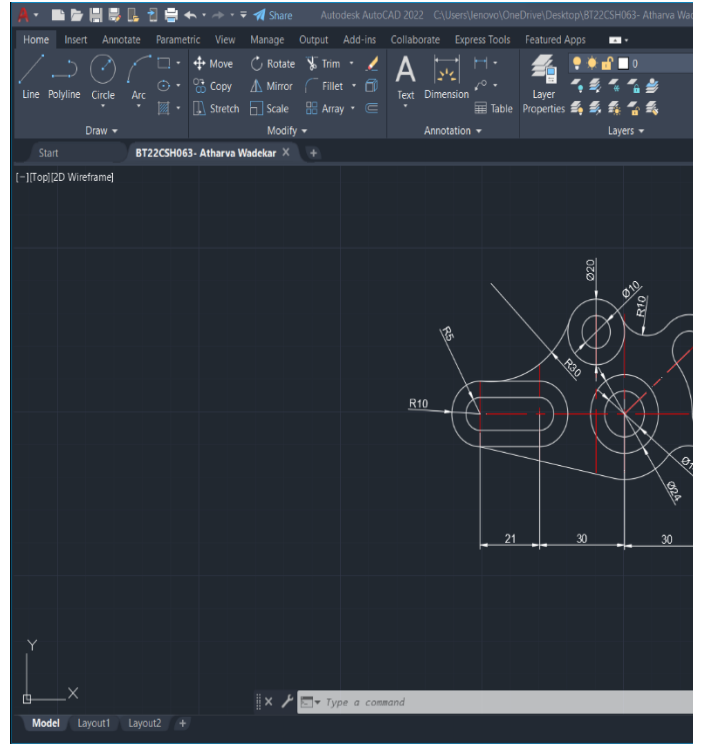 A Share Autodesk AutoCAD 2022 C:\Users\lenovo\OneDrive\Desktop\BT22CSH063- Atharva Wad
Home Insert Annotate Parametric View Manage Output Add-ins Collaborate Express Tools Featured Apps
Move Rotate Trim 0
Copy Mirror Fillet
Line Polyline Circle Arc Text Dimension Layer
Stretch Scale Array Table Properties
Draw Modify Annotation Layers
Start BT22CSH063- Atharva Wadekar × +
[−][Top][2D Wireframe]
Ø20
Ø10
R10
R5
R30
R10
Ø24
21 30 30
Y
X
Type a command
Model Layout1 Layout2 +